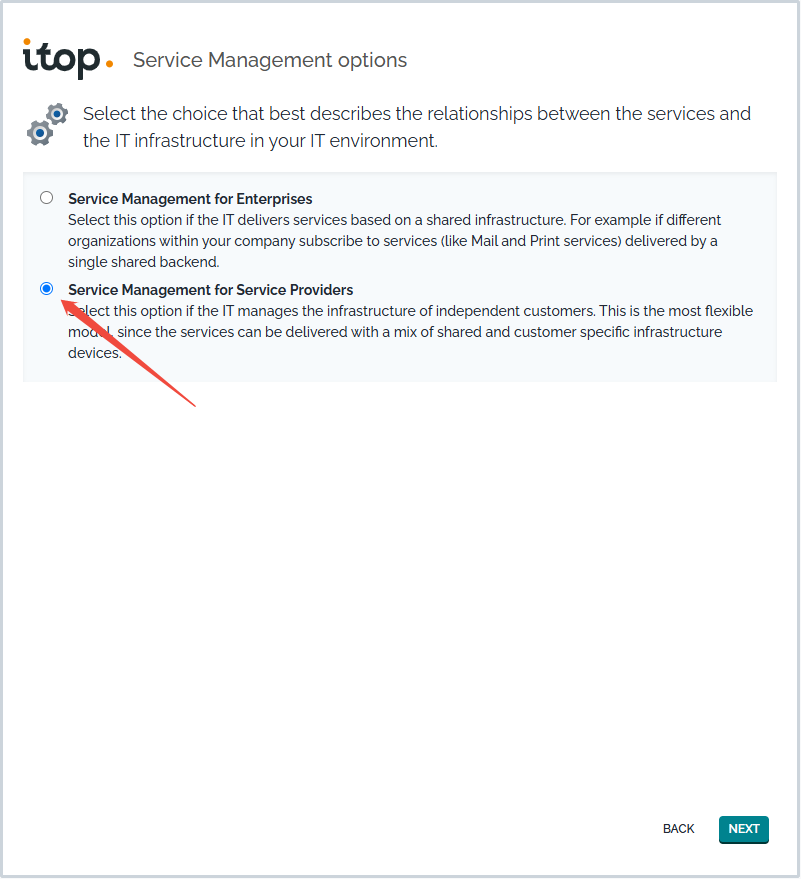 itop
Service Management options
Select the choice that best describes the relationships between the services and
the IT infrastructure in your IT environment.
Service Management for Enterprises
Select this option if the IT delivers services based on a shared infrastructure. For example if different
organizations within your company subscribe to services (like Mail and Print services) delivered by a
single shared backend.
Service Management for Service Providers
Select this option if the IT manages the infrastructure of independent customers. This is the most flexible
model, since the services can be delivered with a mix of shared and customer specific infrastructure
devices.
BACK
NEXT